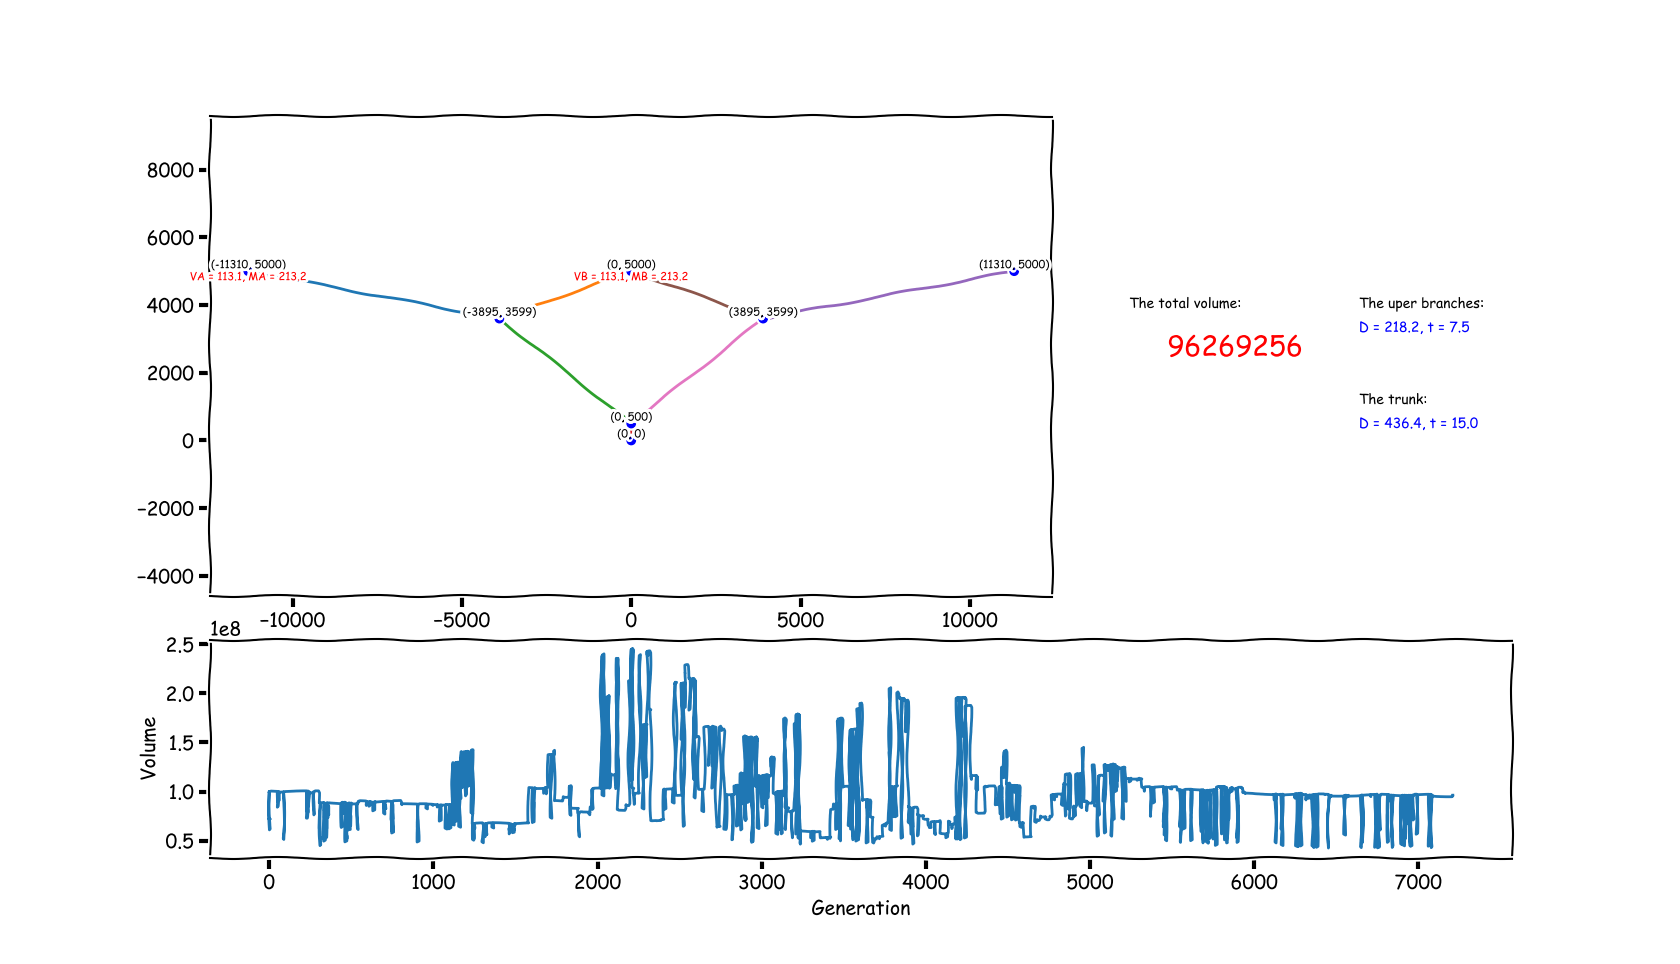 8000
6000
4000
2000
0
-2000
-4000
(-11310, 5000)
VA = 113.1, MA = 213.2
(0, 5000)
VB = 113.1, MB = 213.2
(11310, 5000)
(-3895, 3599)
(3895, 3599)
(0, 500)
(0, 0)
-10000 -5000 0 5000 10000
The total volume:
96269256
The uper branches:
D = 218.2, t = 7.5
The trunk:
D = 436.4, t = 15.0
1e8
2.5
2.0
1.5
1.0
0.5
Volume
0 1000 2000 3000 4000 5000 6000 7000
Generation